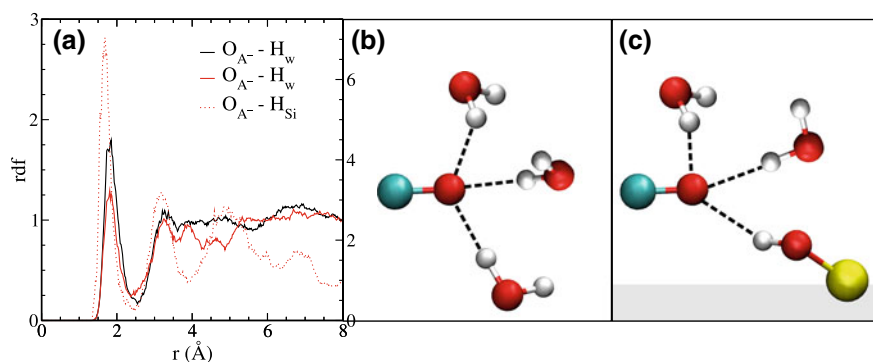 (a)
(b)
(c)
O_A⁻ - H_w
O_A⁻ - H_w
O_A⁻ - H_Si
rdf
3
2
1
0
6
4
2
0
0 2 4 6 8
r (Å)